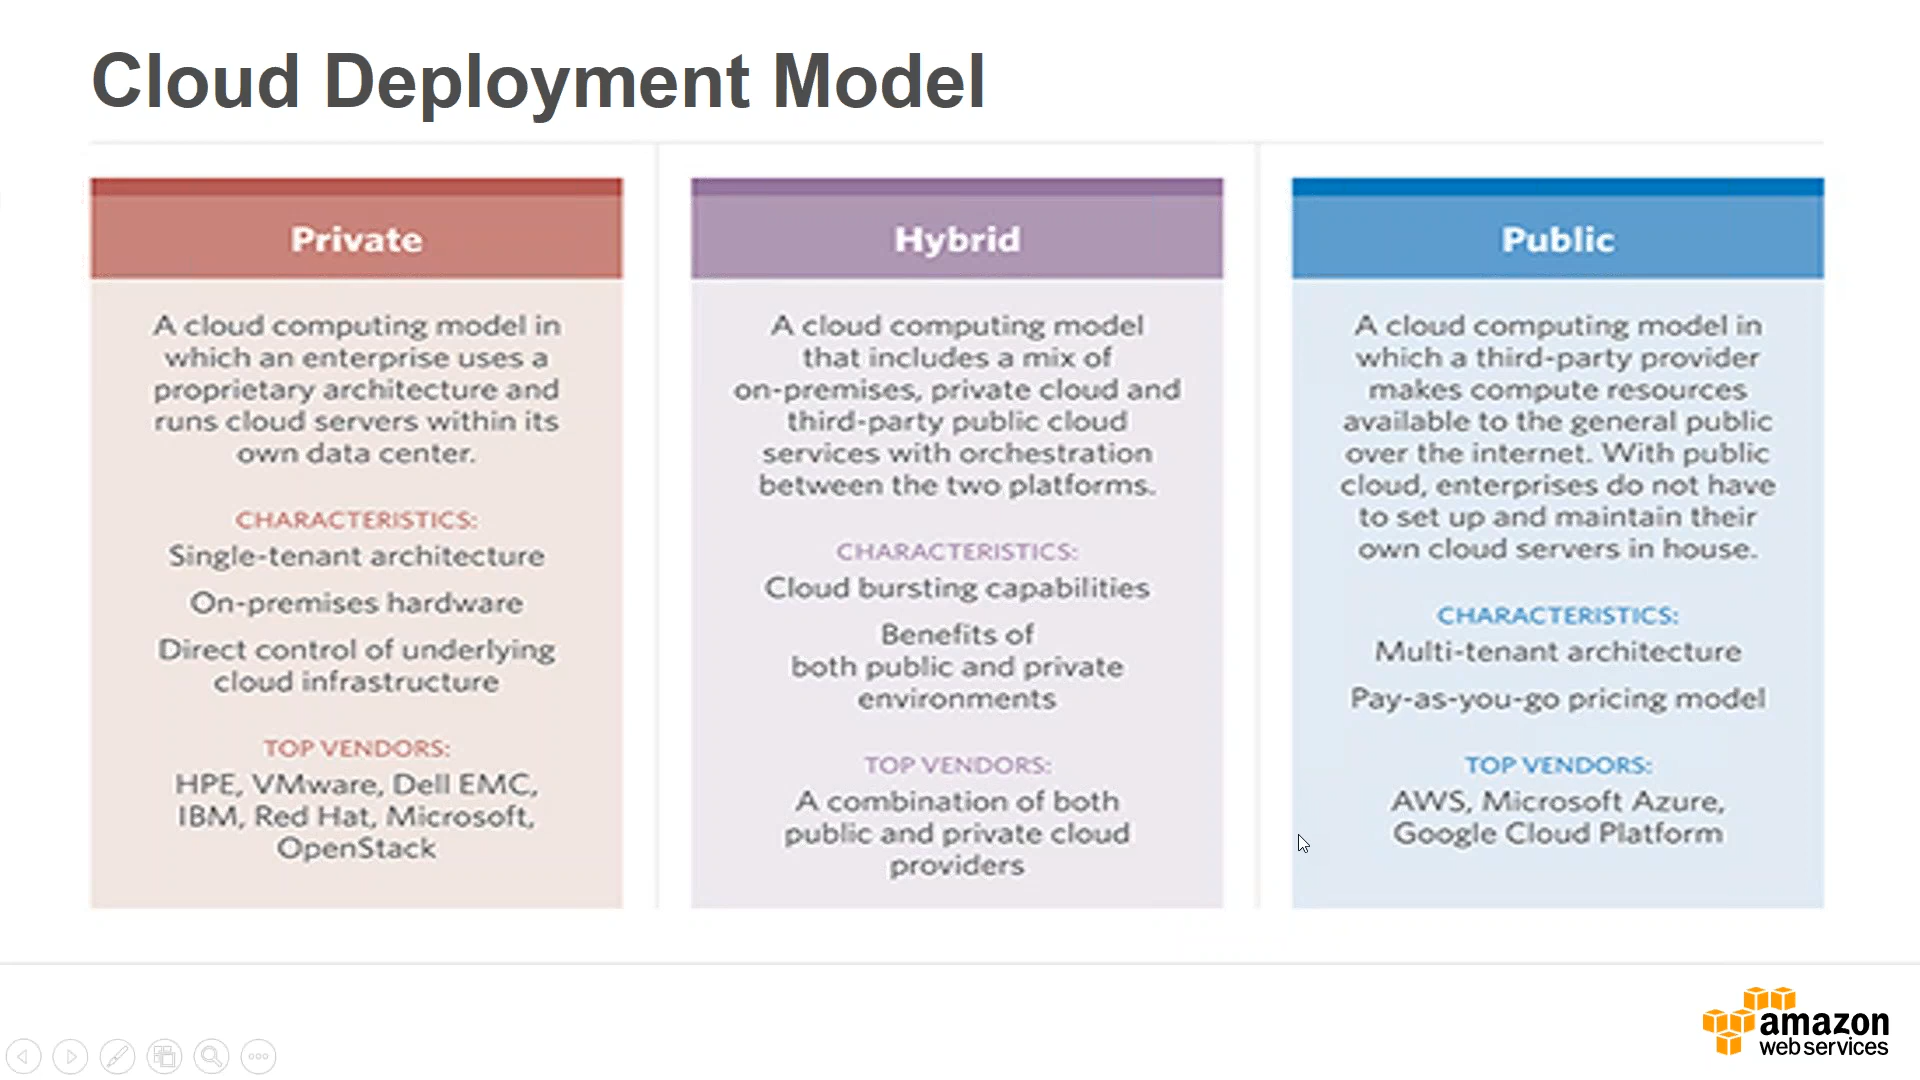 Cloud Deployment Model
Private
A cloud computing model in
which an enterprise uses a
proprietary architecture and
runs cloud servers within its
own data center.
CHARACTERISTICS:
Single-tenant architecture
On-premises hardware
Direct control of underlying
cloud infrastructure
TOP VENDORS:
HPE, VMware, Dell EMC,
IBM, Red Hat, Microsoft,
OpenStack
Hybrid
A cloud computing model
that includes a mix of
on-premises, private cloud and
third-party public cloud
services with orchestration
between the two platforms.
CHARACTERISTICS:
Cloud bursting capabilities
Benefits of
both public and private
environments
TOP VENDORS:
A combination of both
public and private cloud
providers
Public
A cloud computing model in
which a third-party provider
makes compute resources
available to the general public
over the internet. With public
cloud, enterprises do not have
to set up and maintain their
own cloud servers in house.
CHARACTERISTICS:
Multi-tenant architecture
Pay-as-you-go pricing model
TOP VENDORS:
AWS, Microsoft Azure,
Google Cloud Platform
amazon
web services